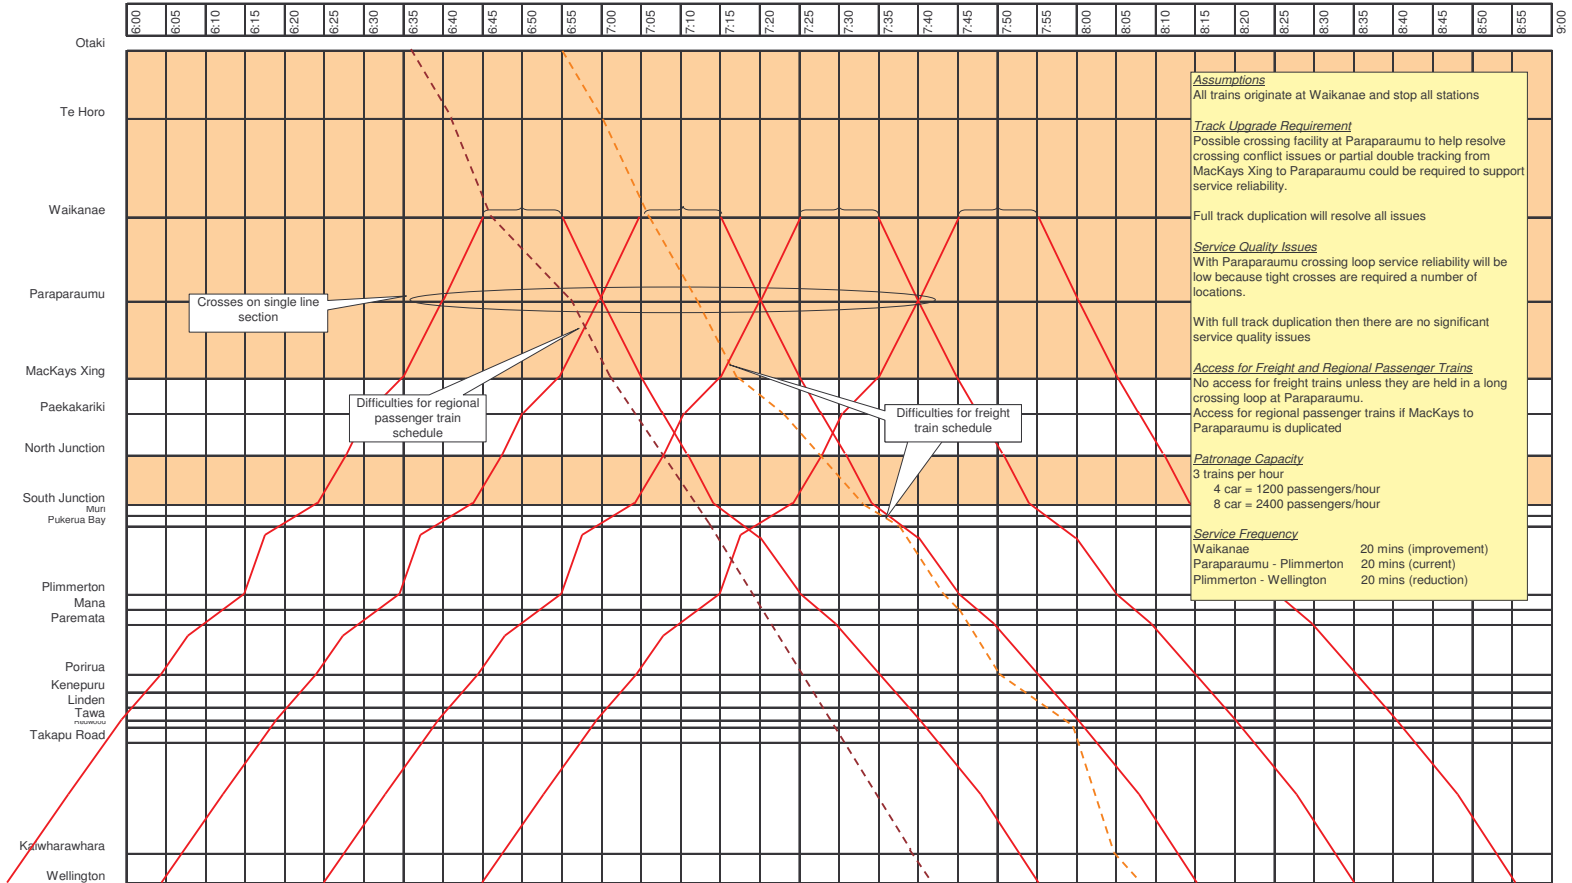 6:00
6:05
6:10
6:15
6:20
6:25
6:30
6:35
6:40
6:45
6:50
6:55
7:00
7:05
7:10
7:15
7:20
7:25
7:30
7:35
7:40
7:45
7:50
7:55
8:00
8:05
8:10
8:15
8:20
8:25
8:30
8:35
8:40
8:45
8:50
8:55
9:00
Otaki
Te Horo
Waikanae
Paraparaumu
MacKays Xing
Paekakariki
North Junction
South Junction
Muri
Pukerua Bay
Plimmerton
Mana
Paremata
Porirua
Kenepuru
Linden
Tawa
Redwood
Takapu Road
Kaiwharawhara
Wellington
Crosses on single line
section
Difficulties for regional
passenger train
schedule
Difficulties for freight
train schedule
Assumptions
All trains originate at Waikanae and stop all stations
Track Upgrade Requirement
Possible crossing facility at Paraparaumu to help resolve
crossing conflict issues or partial double tracking from
MacKays Xing to Paraparaumu could be required to support
service reliability.
Full track duplication will resolve all issues
Service Quality Issues
With Paraparaumu crossing loop service reliability will be
low because tight crosses are required a number of
locations.
With full track duplication then there are no significant
service quality issues
Access for Freight and Regional Passenger Trains
No access for freight trains unless they are held in a long
crossing loop at Paraparaumu.
Access for regional passenger trains if MacKays to
Paraparaumu is duplicated
Patronage Capacity
3 trains per hour
4 car = 1200 passengers/hour
8 car = 2400 passengers/hour
Service Frequency
Waikanae 20 mins (improvement)
Paraparaumu - Plimmerton 20 mins (current)
Plimmerton - Wellington 20 mins (reduction)